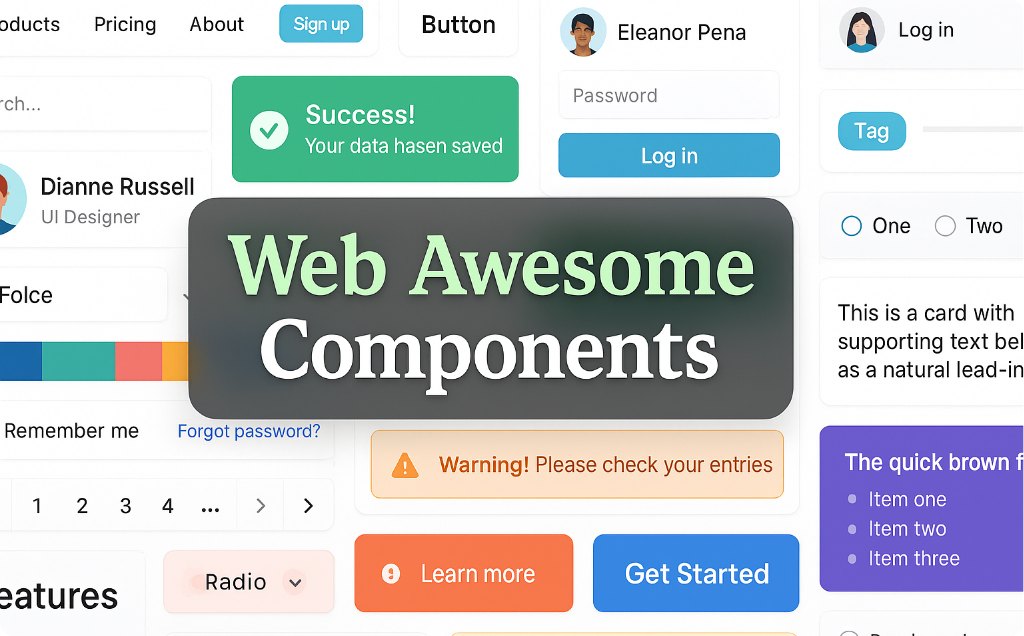 oducts Pricing About Sign up
Button
Eleanor Pena
Log in
rch...
Success!
Your data hasen saved
Password
Log in
Tag
Dianne Russell
UI Designer
One Two
Web Awesome
Components
Folce
This is a card with
supporting text bel
as a natural lead-in
Remember me Forgot password?
Warning! Please check your entries
1 2 3 4 ...
The quick brown f
Item one
Item two
Item three
eatures
Radio
Learn more
Get Started